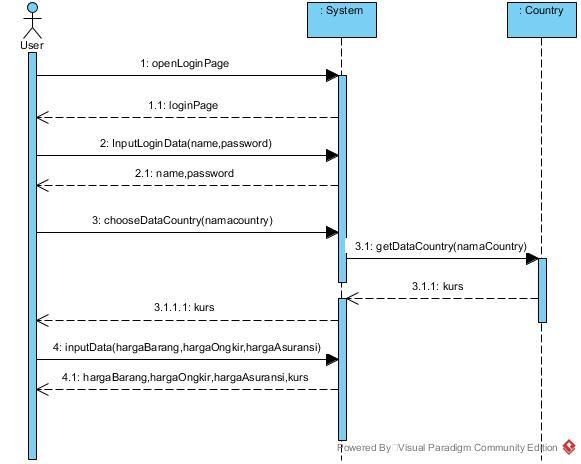 : System
: Country
User
1: openLoginPage
1.1: loginPage
2: InputLoginData(name,password)
2.1: name,password
3: chooseDataCountry(namacountry)
3.1: getDataCountry(namaCountry)
3.1.1: kurs
3.1.1.1: kurs
4: inputData(hargaBarang,hargaOngkir,hargaAsuransi)
4.1: hargaBarang,hargaOngkir,hargaAsuransi,kurs
Powered By Visual Paradigm Community Edition